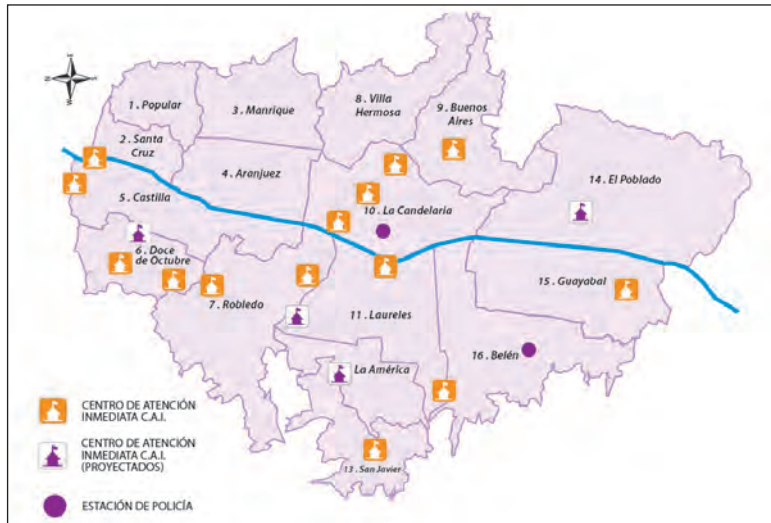 1 . Popular
3 . Manrique
8 . Villa
Hermosa
9 . Buenos
Aires
2 . Santa
Cruz
4 . Aranjuez
14 . El Poblado
5 . Castilla
10 . La Candelaria
6 . Doce
de Octubre
15 . Guayabal
7 . Robledo
11 . Laureles
16 . Belén
La América
13 . San Javier
CENTRO DE ATENCIÓN
INMEDIATA C.A.I.
CENTRO DE ATENCIÓN
INMEDIATA C.A.I.
(PROYECTADOS)
ESTACIÓN DE POLICÍA